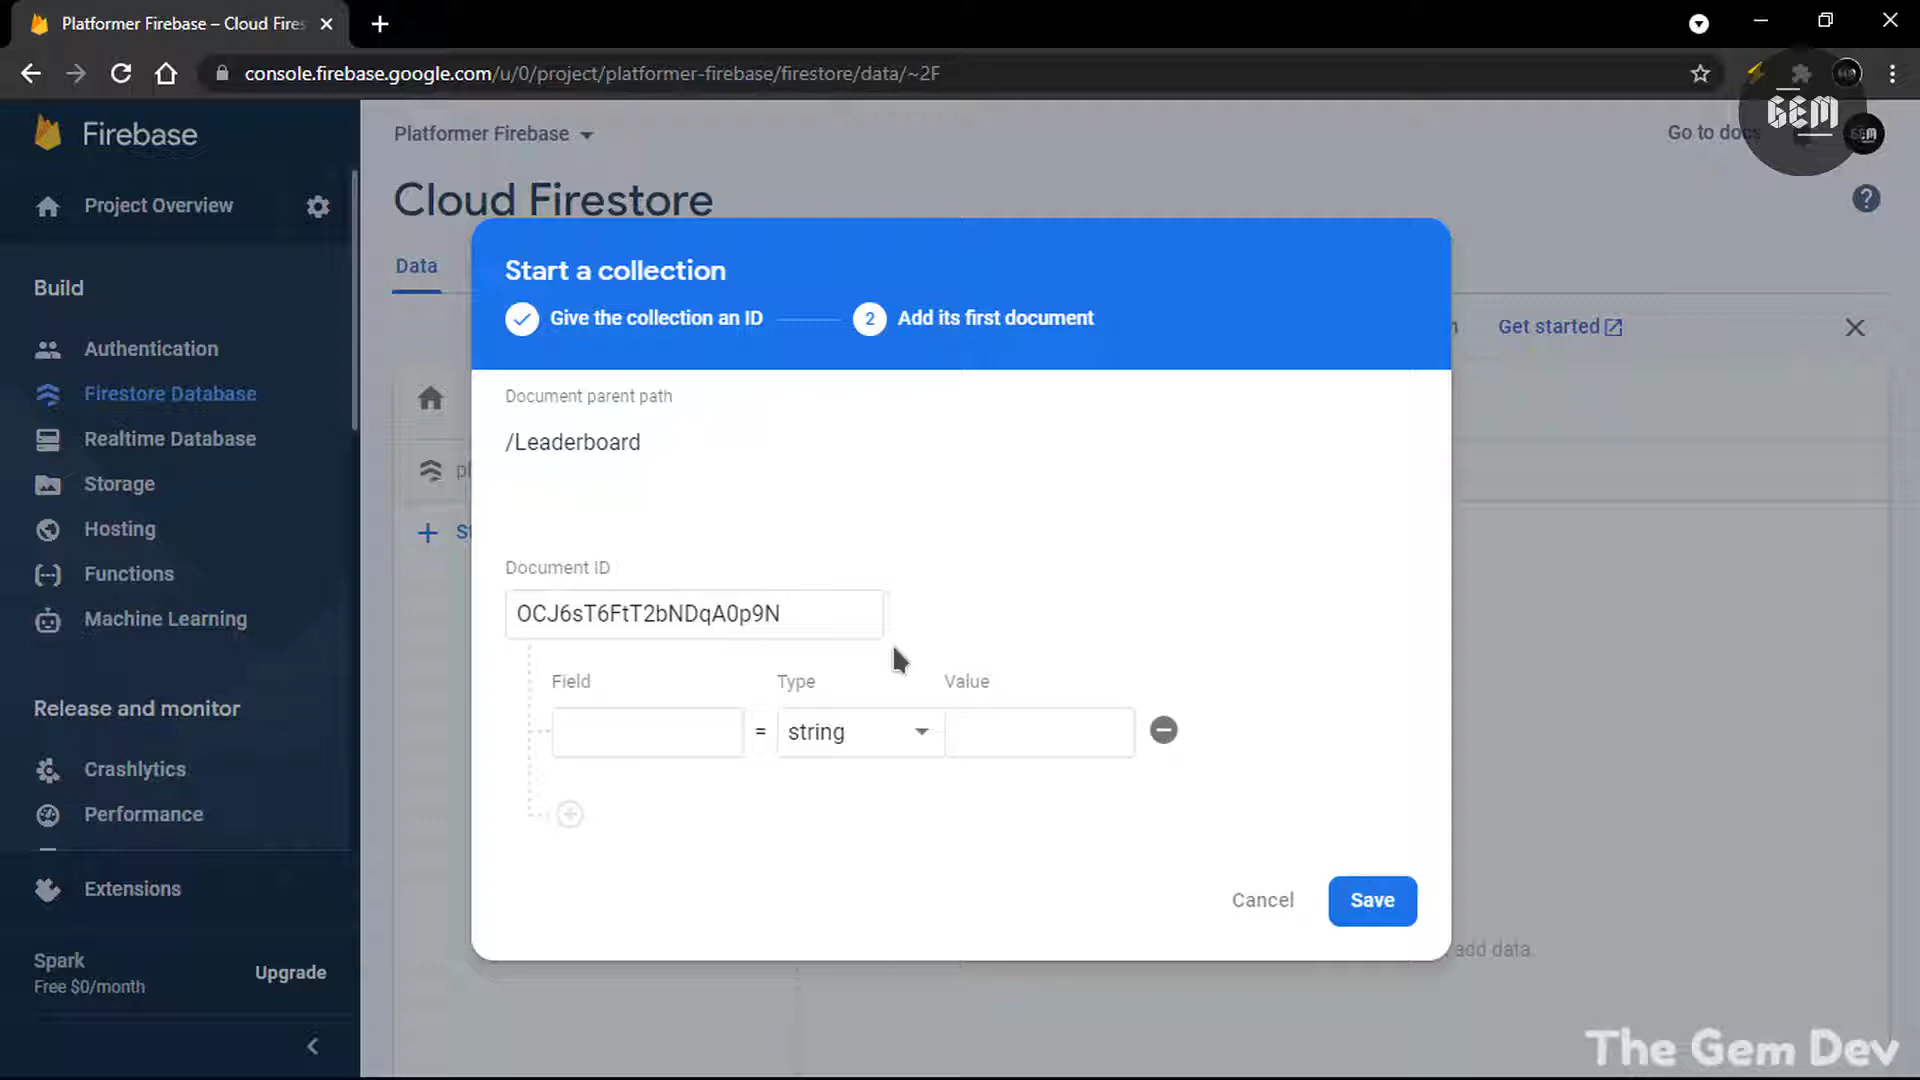 Platformer Firebase – Cloud Fires
console.firebase.google.com/u/0/project/platformer-firebase/firestore/data/~2F
GEM
Firebase
Platformer Firebase
Go to docs
Project Overview
Cloud Firestore
Data
Build
Authentication
Firestore Database
Realtime Database
Storage
Hosting
Functions
Machine Learning
Release and monitor
Crashlytics
Performance
Extensions
Spark
Free $0/month
Upgrade
Start a collection
Give the collection an ID
2 Add its first document
Get started
Document parent path
/Leaderboard
Document ID
OCJ6sT6FtT2bNDqA0p9N
Field Type Value
= string
Cancel Save
add data.
The Gem Dev